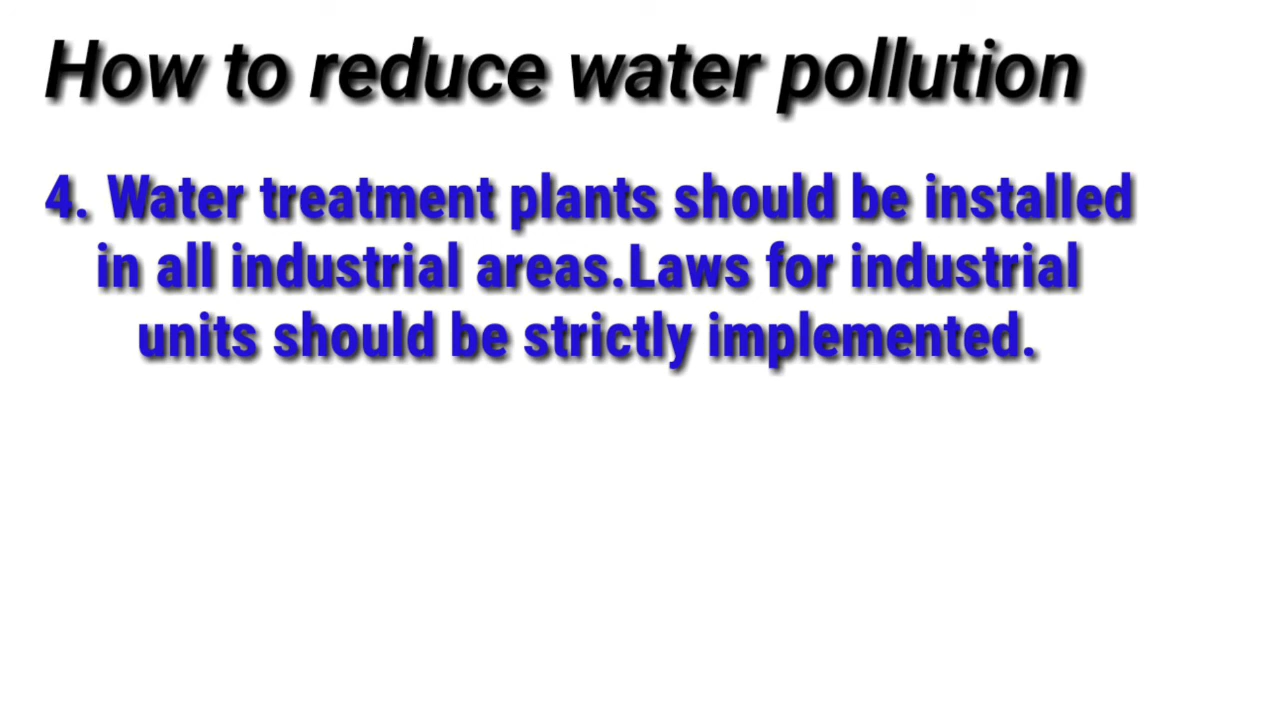 How to reduce water pollution
4. Water treatment plants should be installed
in all industrial areas.Laws for industrial
units should be strictly implemented.